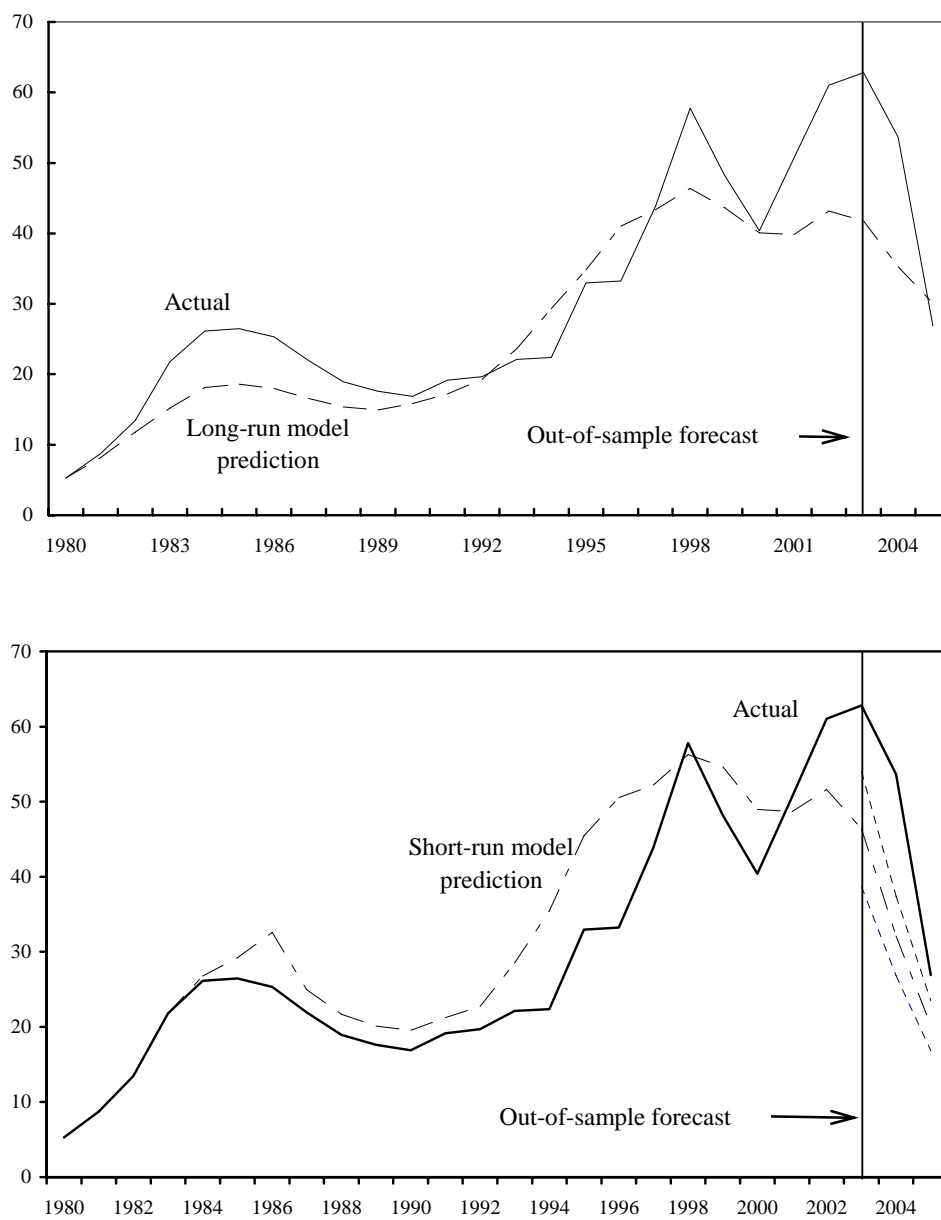 70
60
50
40
30
20
10
0
Actual
Long-run model
prediction
Out-of-sample forecast
1980 1983 1986 1989 1992 1995 1998 2001 2004
70
60
50
40
30
20
10
0
Actual
Short-run model
prediction
Out-of-sample forecast
1980 1982 1984 1986 1988 1990 1992 1994 1996 1998 2000 2002 2004